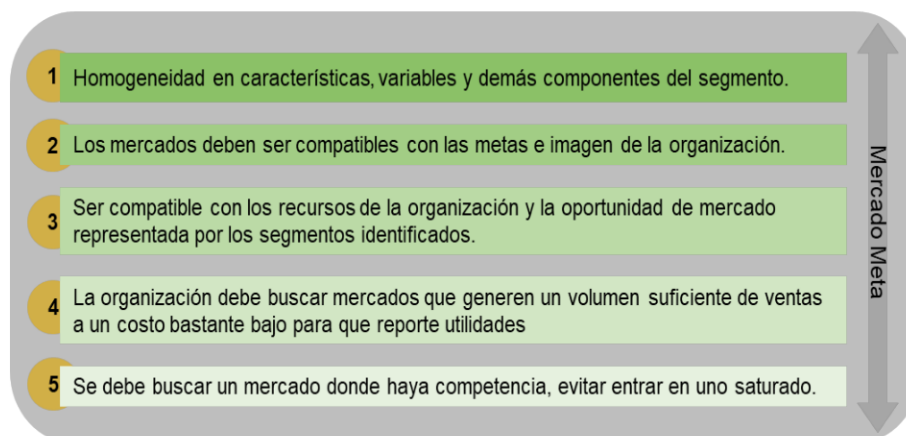 1 Homogeneidad en características, variables y demás componentes del segmento.
2 Los mercados deben ser compatibles con las metas e imagen de la organización.
3 Ser compatible con los recursos de la organización y la oportunidad de mercado
representada por los segmentos identificados.
4 La organización debe buscar mercados que generen un volumen suficiente de ventas
a un costo bastante bajo para que reporte utilidades
5 Se debe buscar un mercado donde haya competencia, evitar entrar en uno saturado.
Mercado Meta